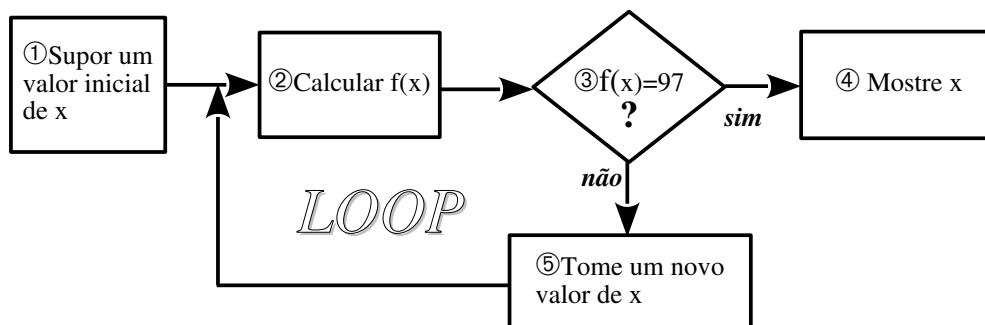 ①Supor um
valor inicial
de x
②Calcular f(x)
③f(x)=97
?
sim
④ Mostre x
não
LOOP
⑤Tome um novo
valor de x